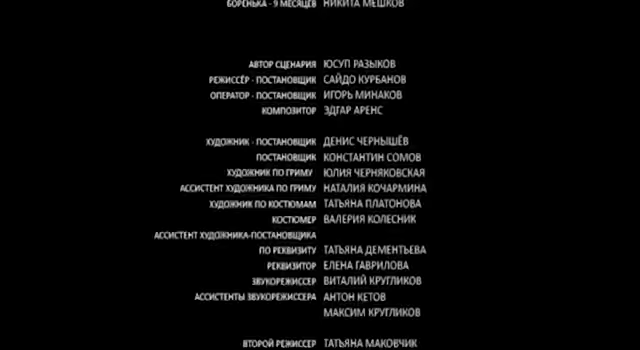 БОРЕНЬКА - 9 МЕСЯЦЕВ НИКИТА МЕШКОВ
АВТОР СЦЕНАРИЯ ЮСУП РАЗЫКОВ
РЕЖИССЁР - ПОСТАНОВЩИК САЙДО КУРБАНОВ
ОПЕРАТОР - ПОСТАНОВЩИК ИГОРЬ МИНАКОВ
КОМПОЗИТОР ЭДГАР АРЕНС
ХУДОЖНИК - ПОСТАНОВЩИК ДЕНИС ЧЕРНЫШЁВ
ПОСТАНОВЩИК КОНСТАНТИН СОМОВ
ХУДОЖНИК ПО ГРИМУ ЮЛИЯ ЧЕРНЯКОВСКАЯ
АССИСТЕНТ ХУДОЖНИКА ПО ГРИМУ НАТАЛИЯ КОЧАРМИНА
ХУДОЖНИК ПО КОСТЮМАМ ТАТЬЯНА ПЛАТОНОВА
КОСТЮМЕР ВАЛЕРИЯ КОЛЕСНИК
АССИСТЕНТ ХУДОЖНИКА-ПОСТАНОВЩИКА
ПО РЕКВИЗИТУ ТАТЬЯНА ДЕМЕНТЬЕВА
РЕКВИЗИТОР ЕЛЕНА ГАВРИЛОВА
ЗВУКОРЕЖИССЕР ВИТАЛИЙ КРУГЛИКОВ
АССИСТЕНТЫ ЗВУКОРЕЖИССЕРА АНТОН КЕТОВ
МАКСИМ КРУГЛИКОВ
ВТОРОЙ РЕЖИССЕР ТАТЬЯНА МАКОВЧИК